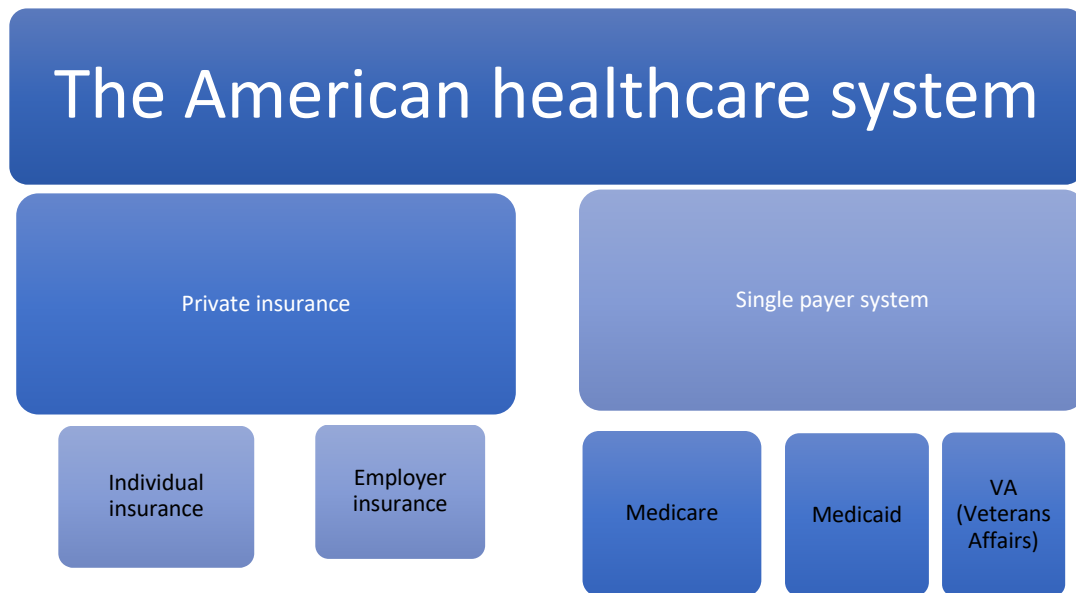 The American healthcare system
Private insurance
Single payer system
Individual
insurance
Employer
insurance
Medicare
Medicaid
VA
(Veterans
Affairs)